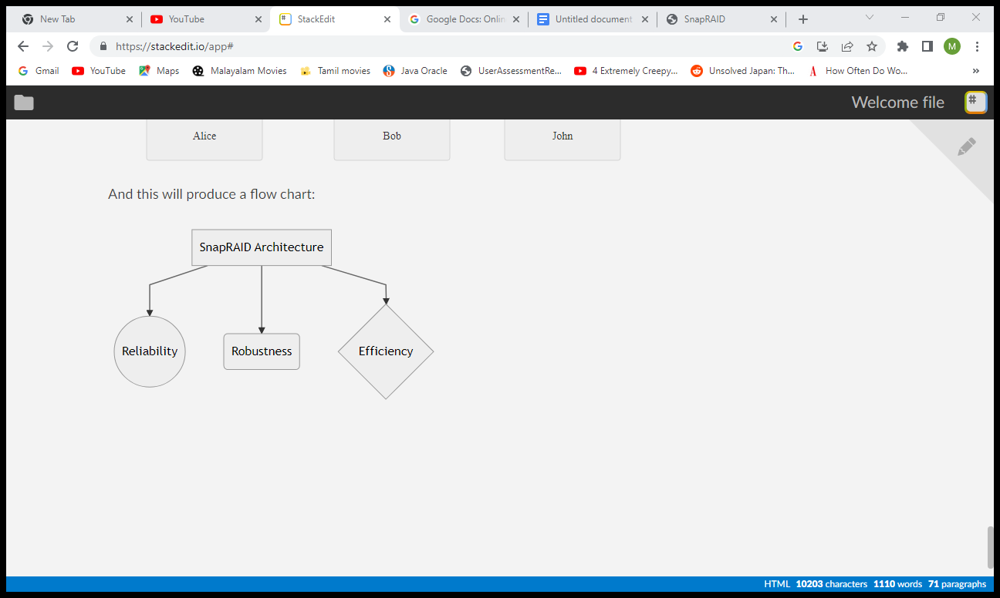 New Tab
YouTube
StackEdit
Google Docs: Onlin
Untitled document
SnapRAID
https://stackedit.io/app#
M
Gmail
YouTube
Maps
Malayalam Movies
Tamil movies
Java Oracle
UserAssessmentRe...
4 Extremely Creepy...
Unsolved Japan: Th...
How Often Do Wo...
Welcome file
Alice
Bob
John
And this will produce a flow chart:
SnapRAID Architecture
Reliability
Robustness
Efficiency
HTML 10203 characters 1110 words 71 paragraphs